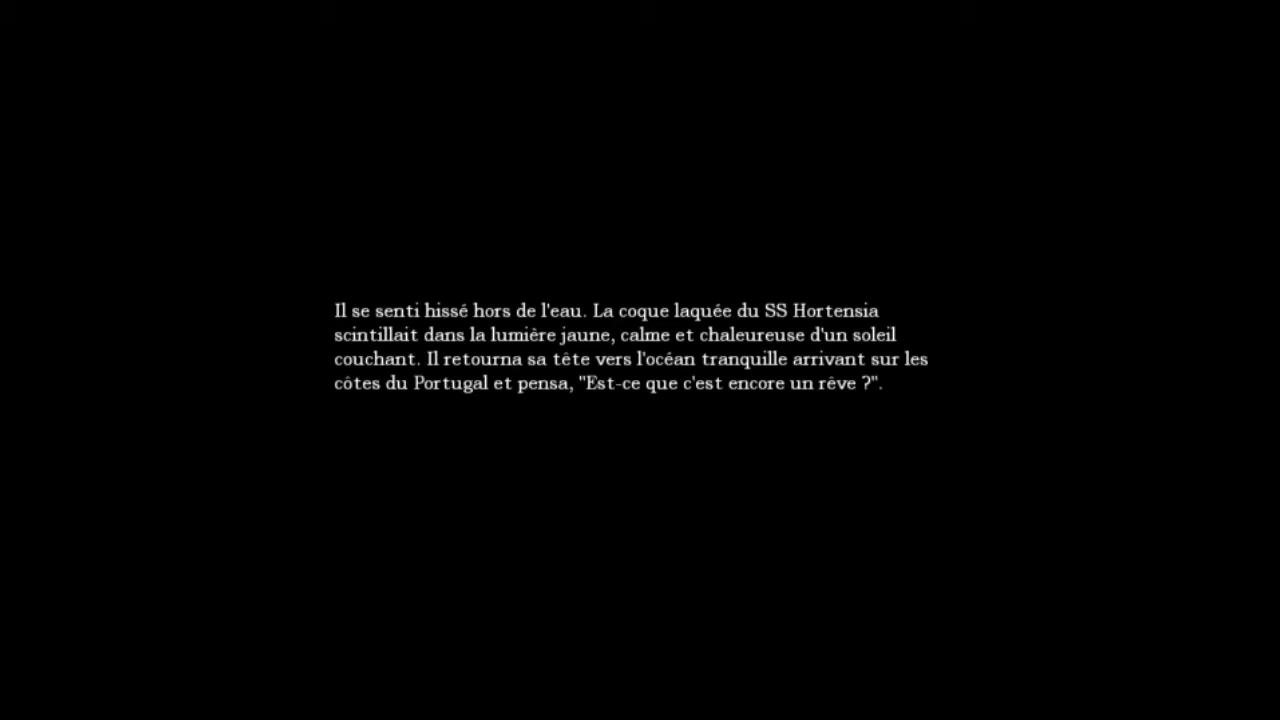 Il se senti hissé hors de l'eau. La coque laquée du SS Hortensia
scintillait dans la lumière jaune, calme et chaleureuse d'un soleil
couchant. Il retourna sa tête vers l'océan tranquille arrivant sur les
côtes du Portugal et pensa, "Est-ce que c'est encore un rêve ?".